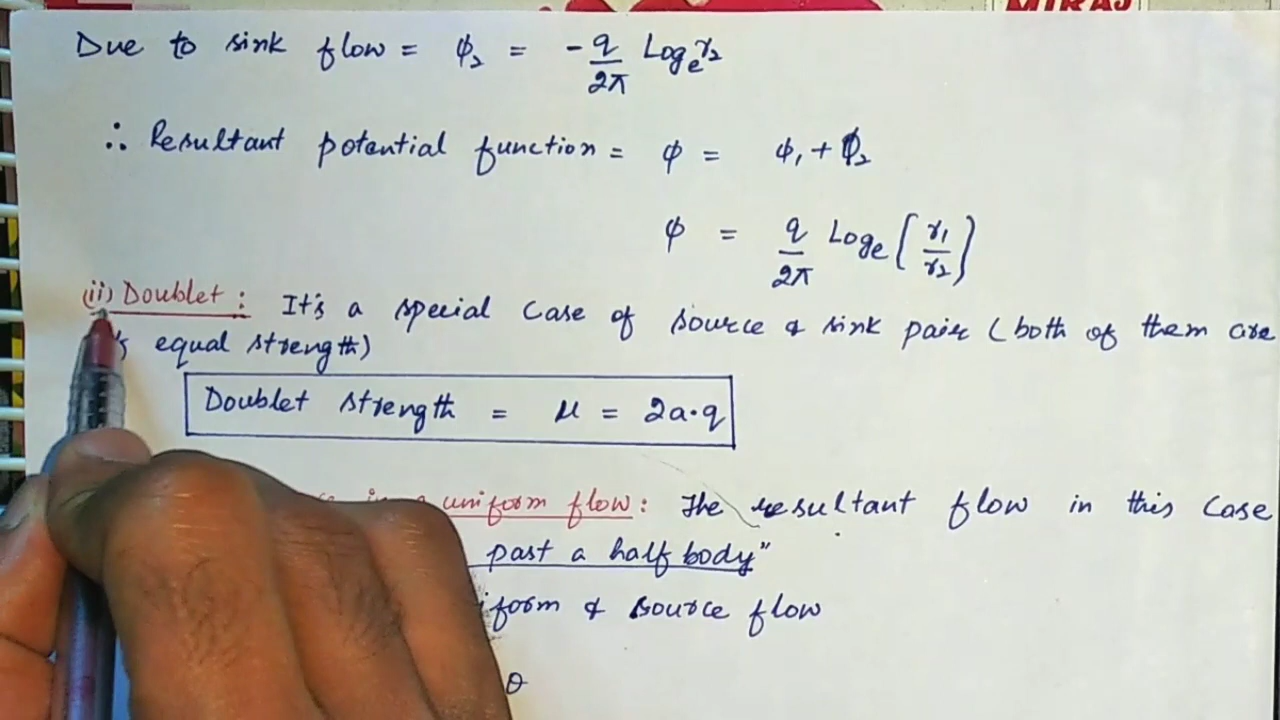 MIRAJ
Due to sink flow = ϕ₂ = -q/2π Logₑr₂
∴ Resultant potential function = ϕ = ϕ₁ + ϕ₂
ϕ = q/2π Logₑ [r₁/r₂]
(ii) Doublet : It's a special case of source & sink pair (both of them are
equal strength)
Doublet strength = μ = 2a·q
uniform flow : The resultant flow in this case
past a half body"
& source flow
θ